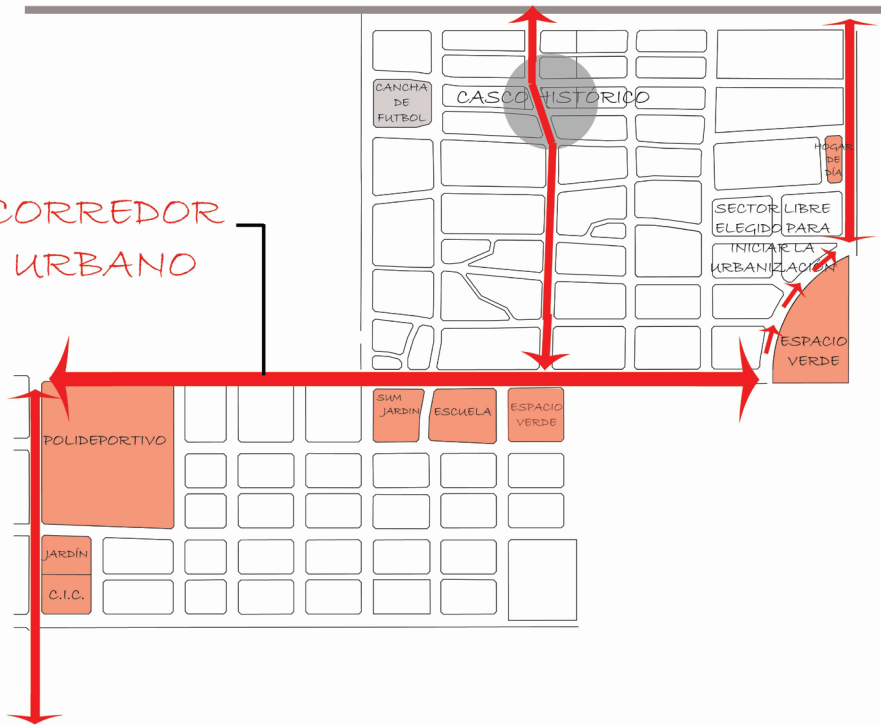 CANCHA
DE
FUTBOL
CASCO HISTÓRICO
HOGAR
DE
DÍA
CORREDOR
URBANO
SECTOR LIBRE
ELEGIDO PARA
INICIAR LA
URBANIZACIÓN
ESPACIO
VERDE
SUM
JARDIN
ESCUELA
ESPACIO
VERDE
POLIDEPORTIVO
JARDÍN
C.I.C.